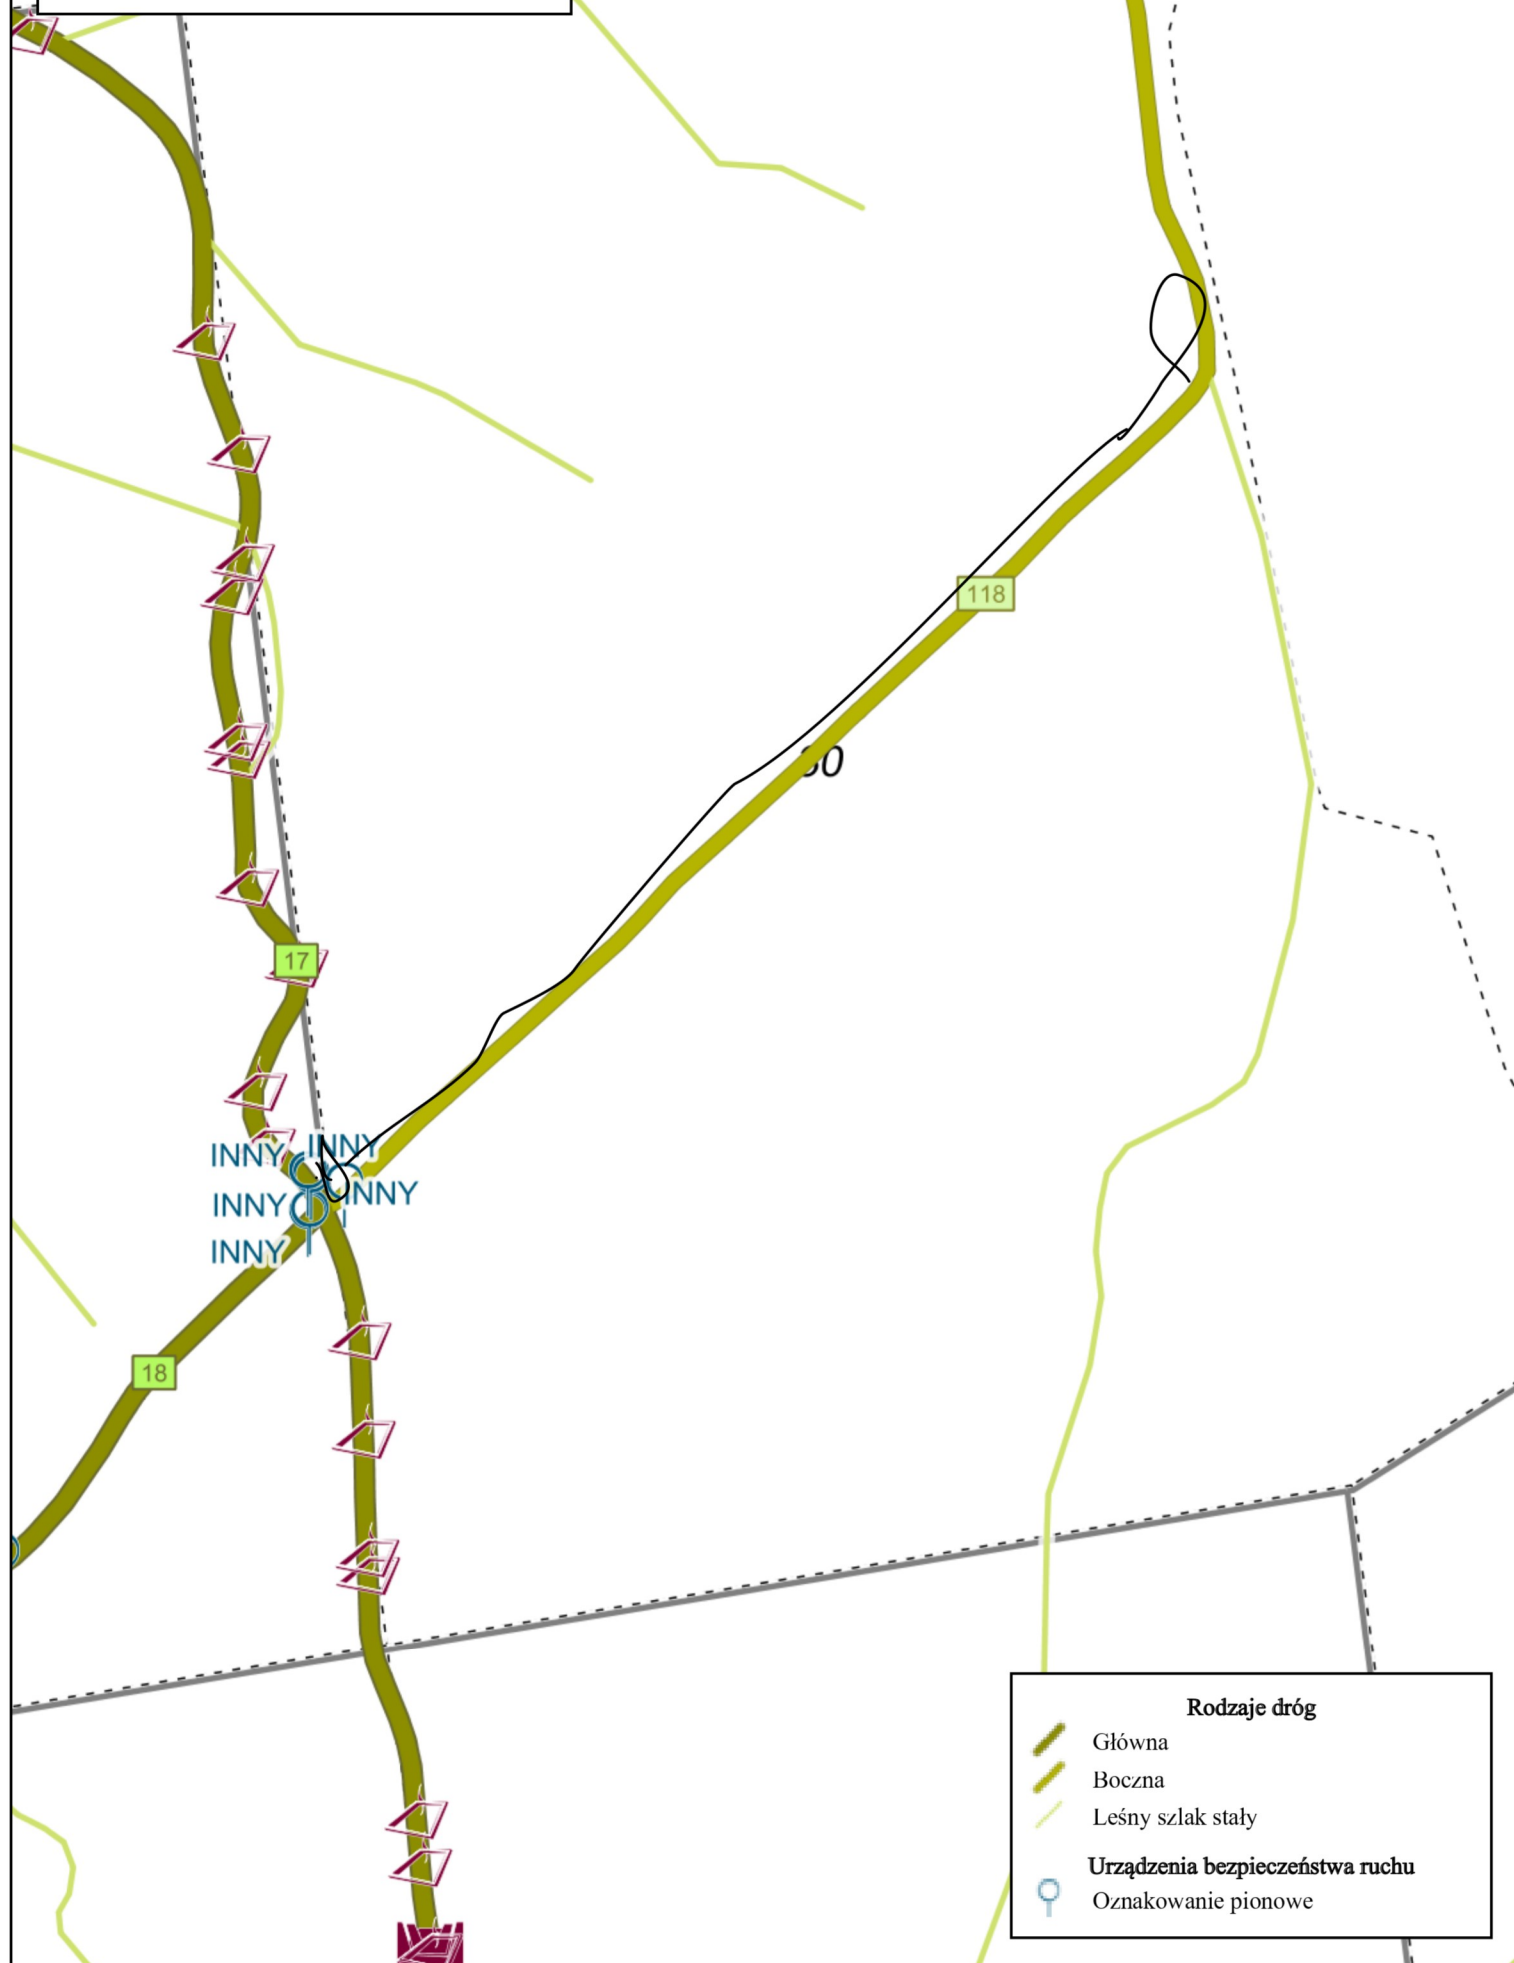 118
17
INNY
INNY
INNY
INNY
INNY
18
Rodzaje dróg
Główna
Boczna
Leśny szlak stały
Urządzenia bezpieczeństwa ruchu
Oznakowanie pionowe